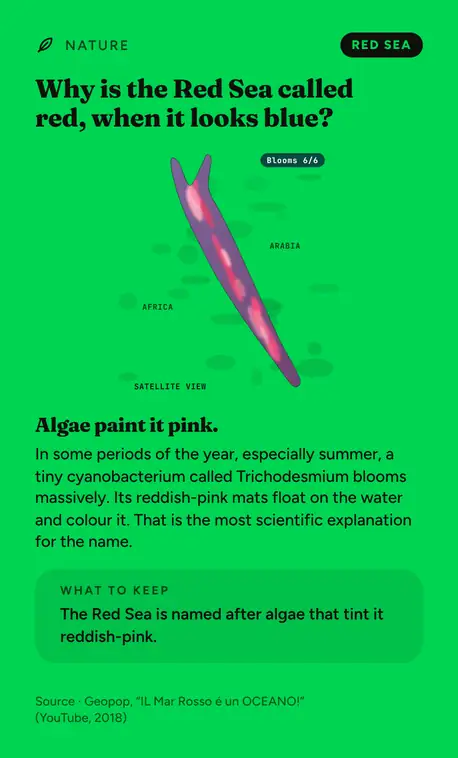 NATURE
RED SEA
Why is the Red Sea called
red, when it looks blue?
Blooms 6/6
ARABIA
AFRICA
SATELLITE VIEW
Algae paint it pink.
In some periods of the year, especially summer, a
tiny cyanobacterium called Trichodesmium blooms
massively. Its reddish-pink mats float on the water
and colour it. That is the most scientific explanation
for the name.
WHAT TO KEEP
The Red Sea is named after algae that tint it
reddish-pink.
Source · Geopop, “IL Mar Rosso é un OCEANO!”
(YouTube, 2018)